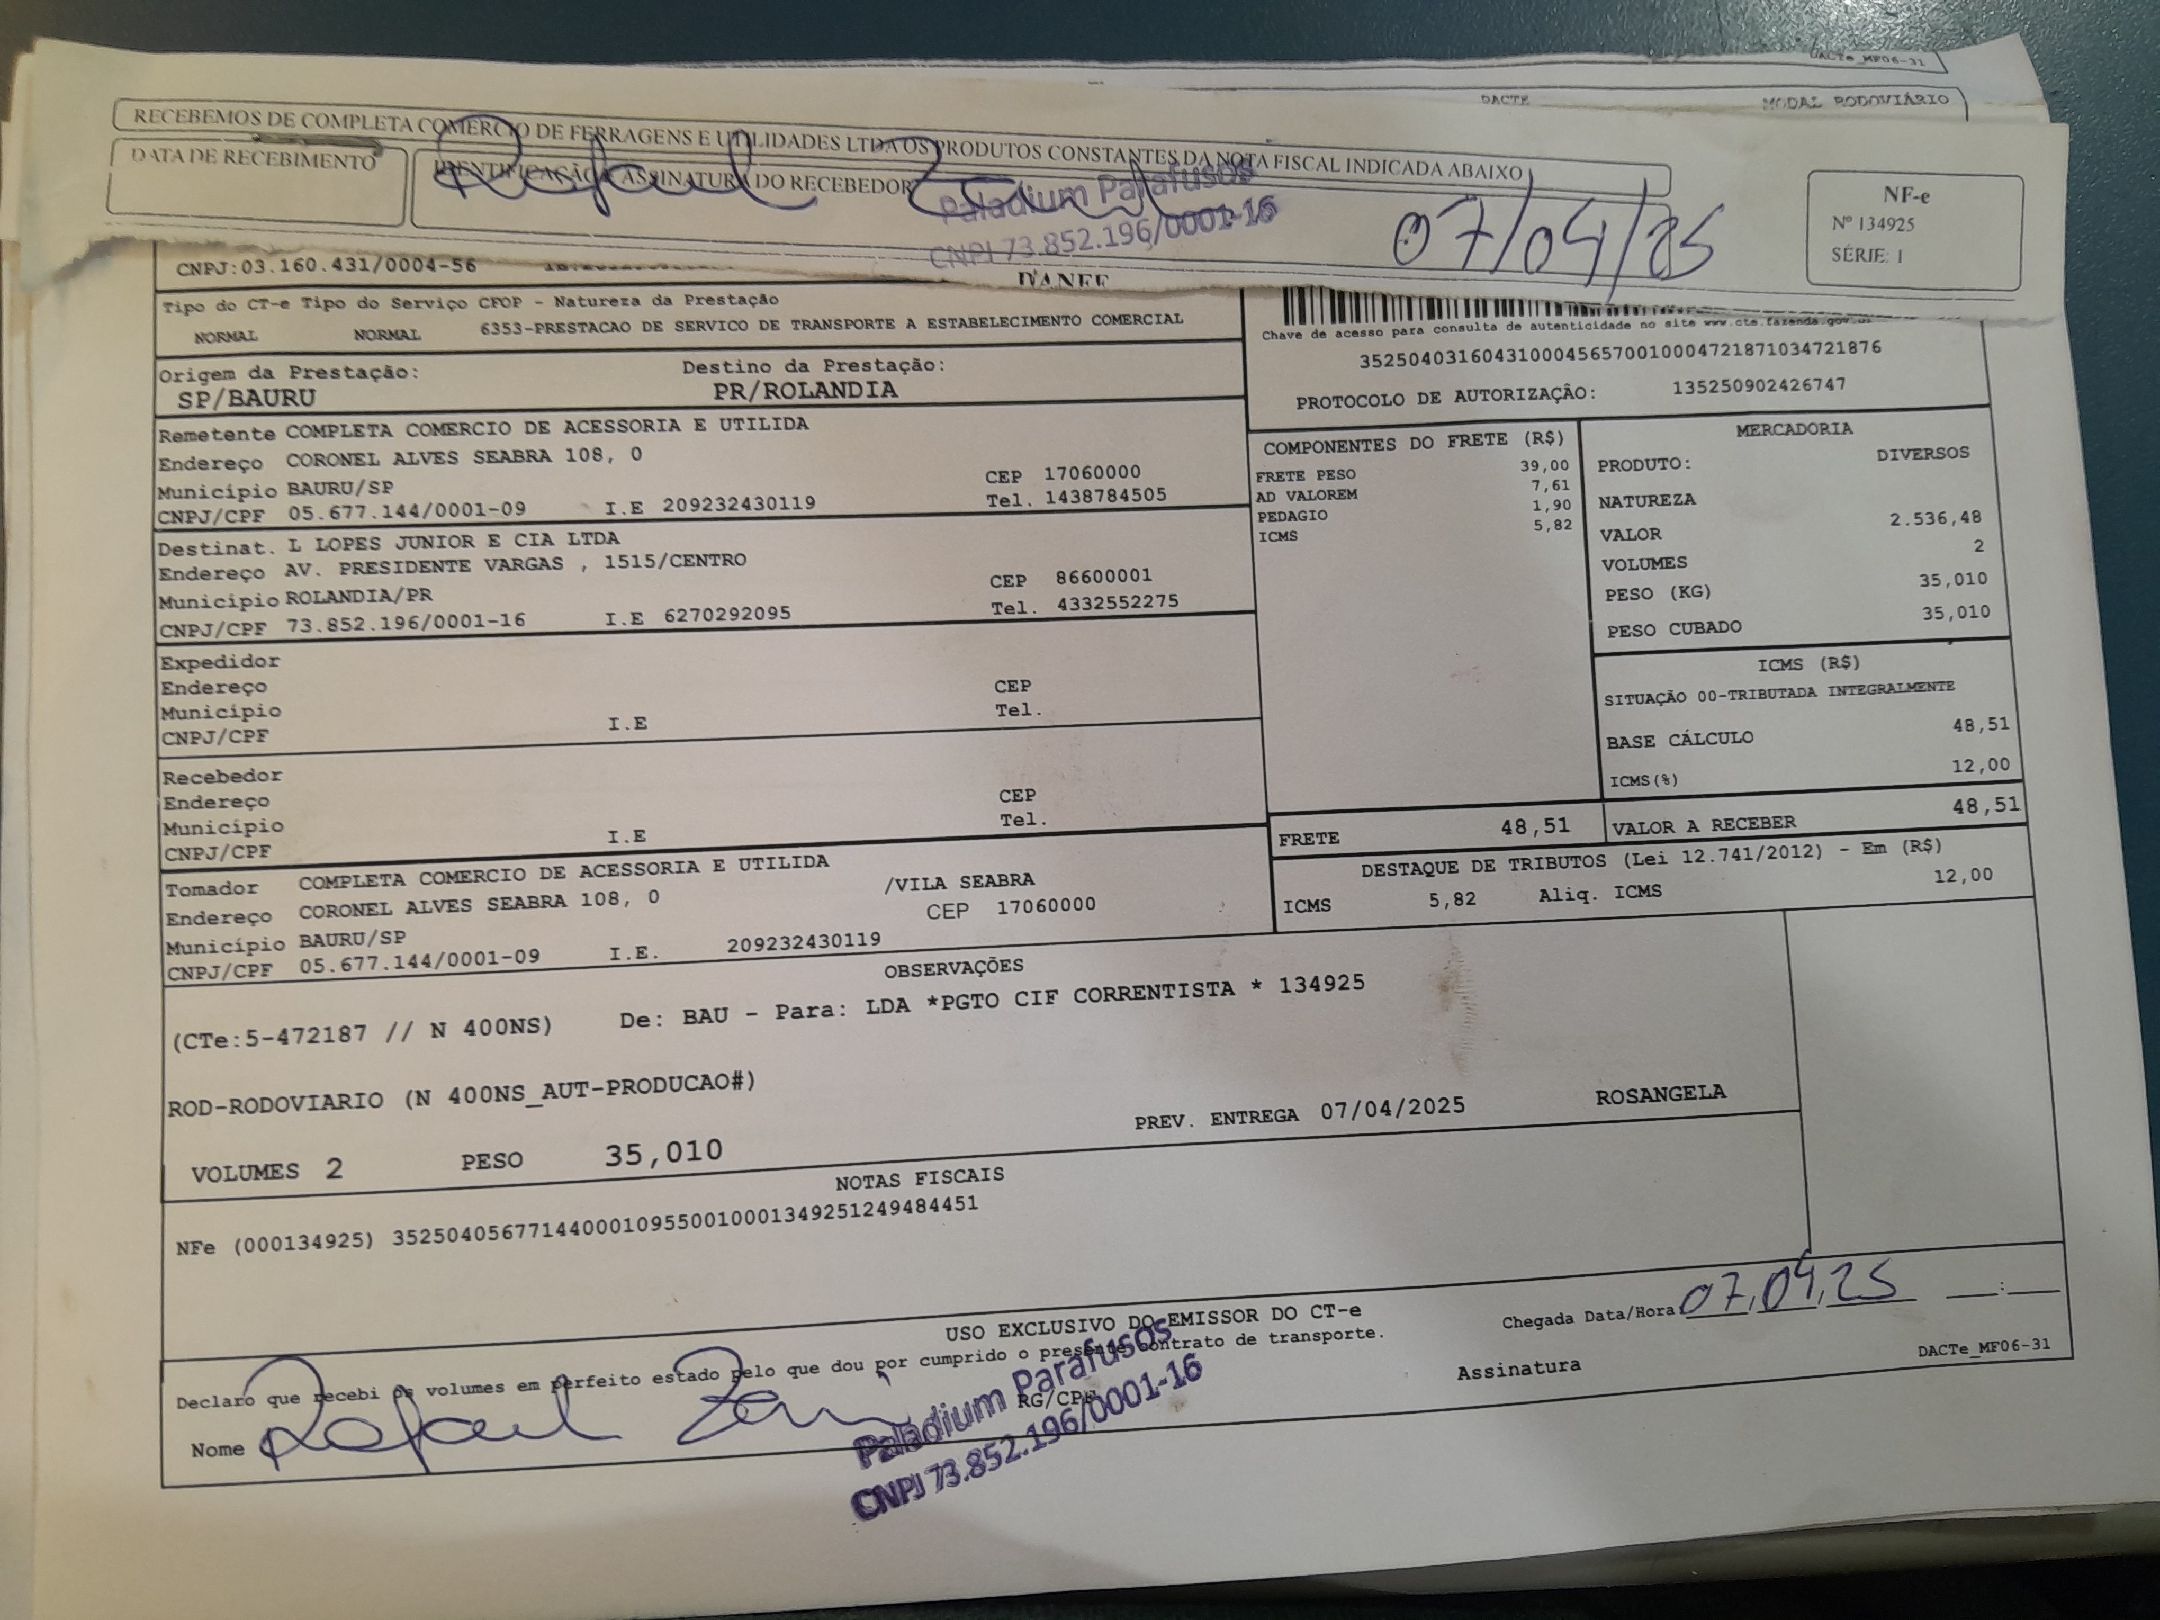 DACTe_MF06-31
DACTE
MODAL RODOVIÁRIO
RECEBEMOS DE COMPLETA COMERCIO DE FERRAGENS E UTILIDADES LTDA OS PRODUTOS CONSTANTES DA NOTA FISCAL INDICADA ABAIXO
DATA DE RECEBIMENTO
IDENTIFICAÇÃO E ASSINATURA DO RECEBEDOR
Rafael
Paladium Parafusos
CNPJ 73.852.196/0001-16
07/04/25
NF-e
Nº 134925
SÉRIE: 1
DANFE
CNPJ:03.160.431/0004-56
Tipo do CT-e Tipo do Serviço CFOP - Natureza da Prestação
NORMAL NORMAL 6353-PRESTACAO DE SERVICO DE TRANSPORTE A ESTABELECIMENTO COMERCIAL
Chave de acesso para consulta de autenticidade no site www.cte.fazenda.gov.br
35250403160431000456570010004721871034721876
PROTOCOLO DE AUTORIZAÇÃO: 135250902426747
Origem da Prestação: Destino da Prestação:
SP/BAURU PR/ROLANDIA
Remetente COMPLETA COMERCIO DE ACESSORIA E UTILIDA
Endereço CORONEL ALVES SEABRA 108, 0
Município BAURU/SP CEP 17060000
CNPJ/CPF 05.677.144/0001-09 I.E 209232430119 Tel. 1438784505
Destinat. L LOPES JUNIOR E CIA LTDA
Endereço AV. PRESIDENTE VARGAS , 1515/CENTRO
Município ROLANDIA/PR CEP 86600001
CNPJ/CPF 73.852.196/0001-16 I.E 6270292095 Tel. 4332552275
Expedidor
Endereço CEP
Município Tel.
CNPJ/CPF I.E
Recebedor
Endereço CEP
Município Tel.
CNPJ/CPF I.E
Tomador COMPLETA COMERCIO DE ACESSORIA E UTILIDA
Endereço CORONEL ALVES SEABRA 108, 0 /VILA SEABRA
Município BAURU/SP CEP 17060000
CNPJ/CPF 05.677.144/0001-09 I.E. 209232430119
COMPONENTES DO FRETE (R$)
FRETE PESO 39,00
AD VALOREM 7,61
PEDAGIO 1,90
ICMS 5,82
MERCADORIA
PRODUTO: DIVERSOS
NATUREZA
VALOR 2.536,48
VOLUMES 2
PESO (KG) 35,010
PESO CUBADO 35,010
ICMS (R$)
SITUAÇÃO 00-TRIBUTADA INTEGRALMENTE
BASE CÁLCULO 48,51
ICMS(%) 12,00
FRETE 48,51 VALOR A RECEBER 48,51
DESTAQUE DE TRIBUTOS (Lei 12.741/2012) - Em (R$)
ICMS 5,82 Aliq. ICMS 12,00
OBSERVAÇÕES
(CTe:5-472187 // N 400NS) De: BAU - Para: LDA *PGTO CIF CORRENTISTA * 134925
ROD-RODOVIARIO (N 400NS_AUT-PRODUCAO#)
PREV. ENTREGA 07/04/2025 ROSANGELA
VOLUMES 2 PESO 35,010
NOTAS FISCAIS
NFe (000134925) 35250405677144000109550010001349251249484451
USO EXCLUSIVO DO EMISSOR DO CT-e
Chegada Data/Hora 07,04,25 :
Declaro que recebi os volumes em perfeito estado pelo que dou por cumprido o presente contrato de transporte.
Nome Rafael RG/CPF Assinatura
DACTe_MF06-31
Paladium Parafusos
CNPJ 73.852.196/0001-16